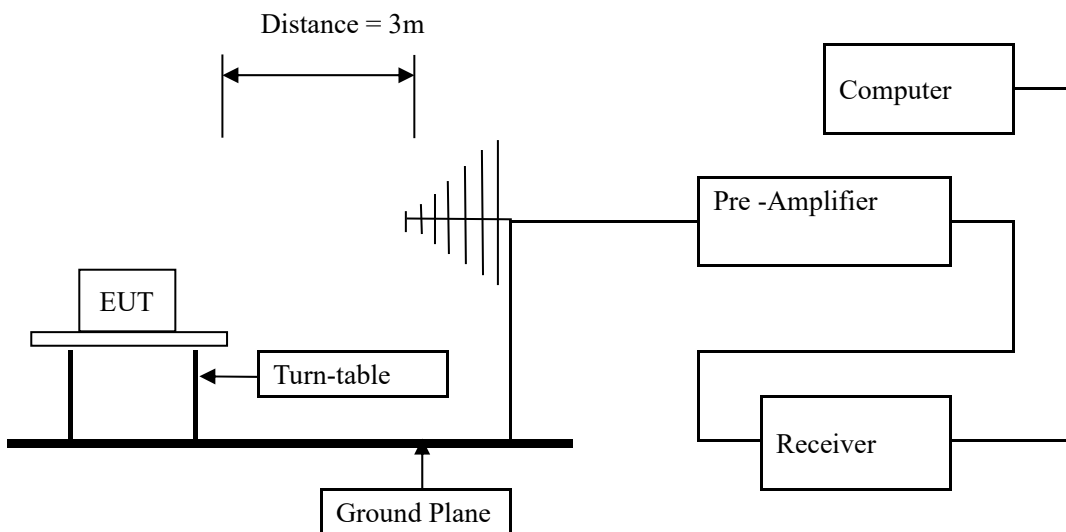 Distance = 3m
Computer
Pre -Amplifier
EUT
Turn-table
Receiver
Ground Plane